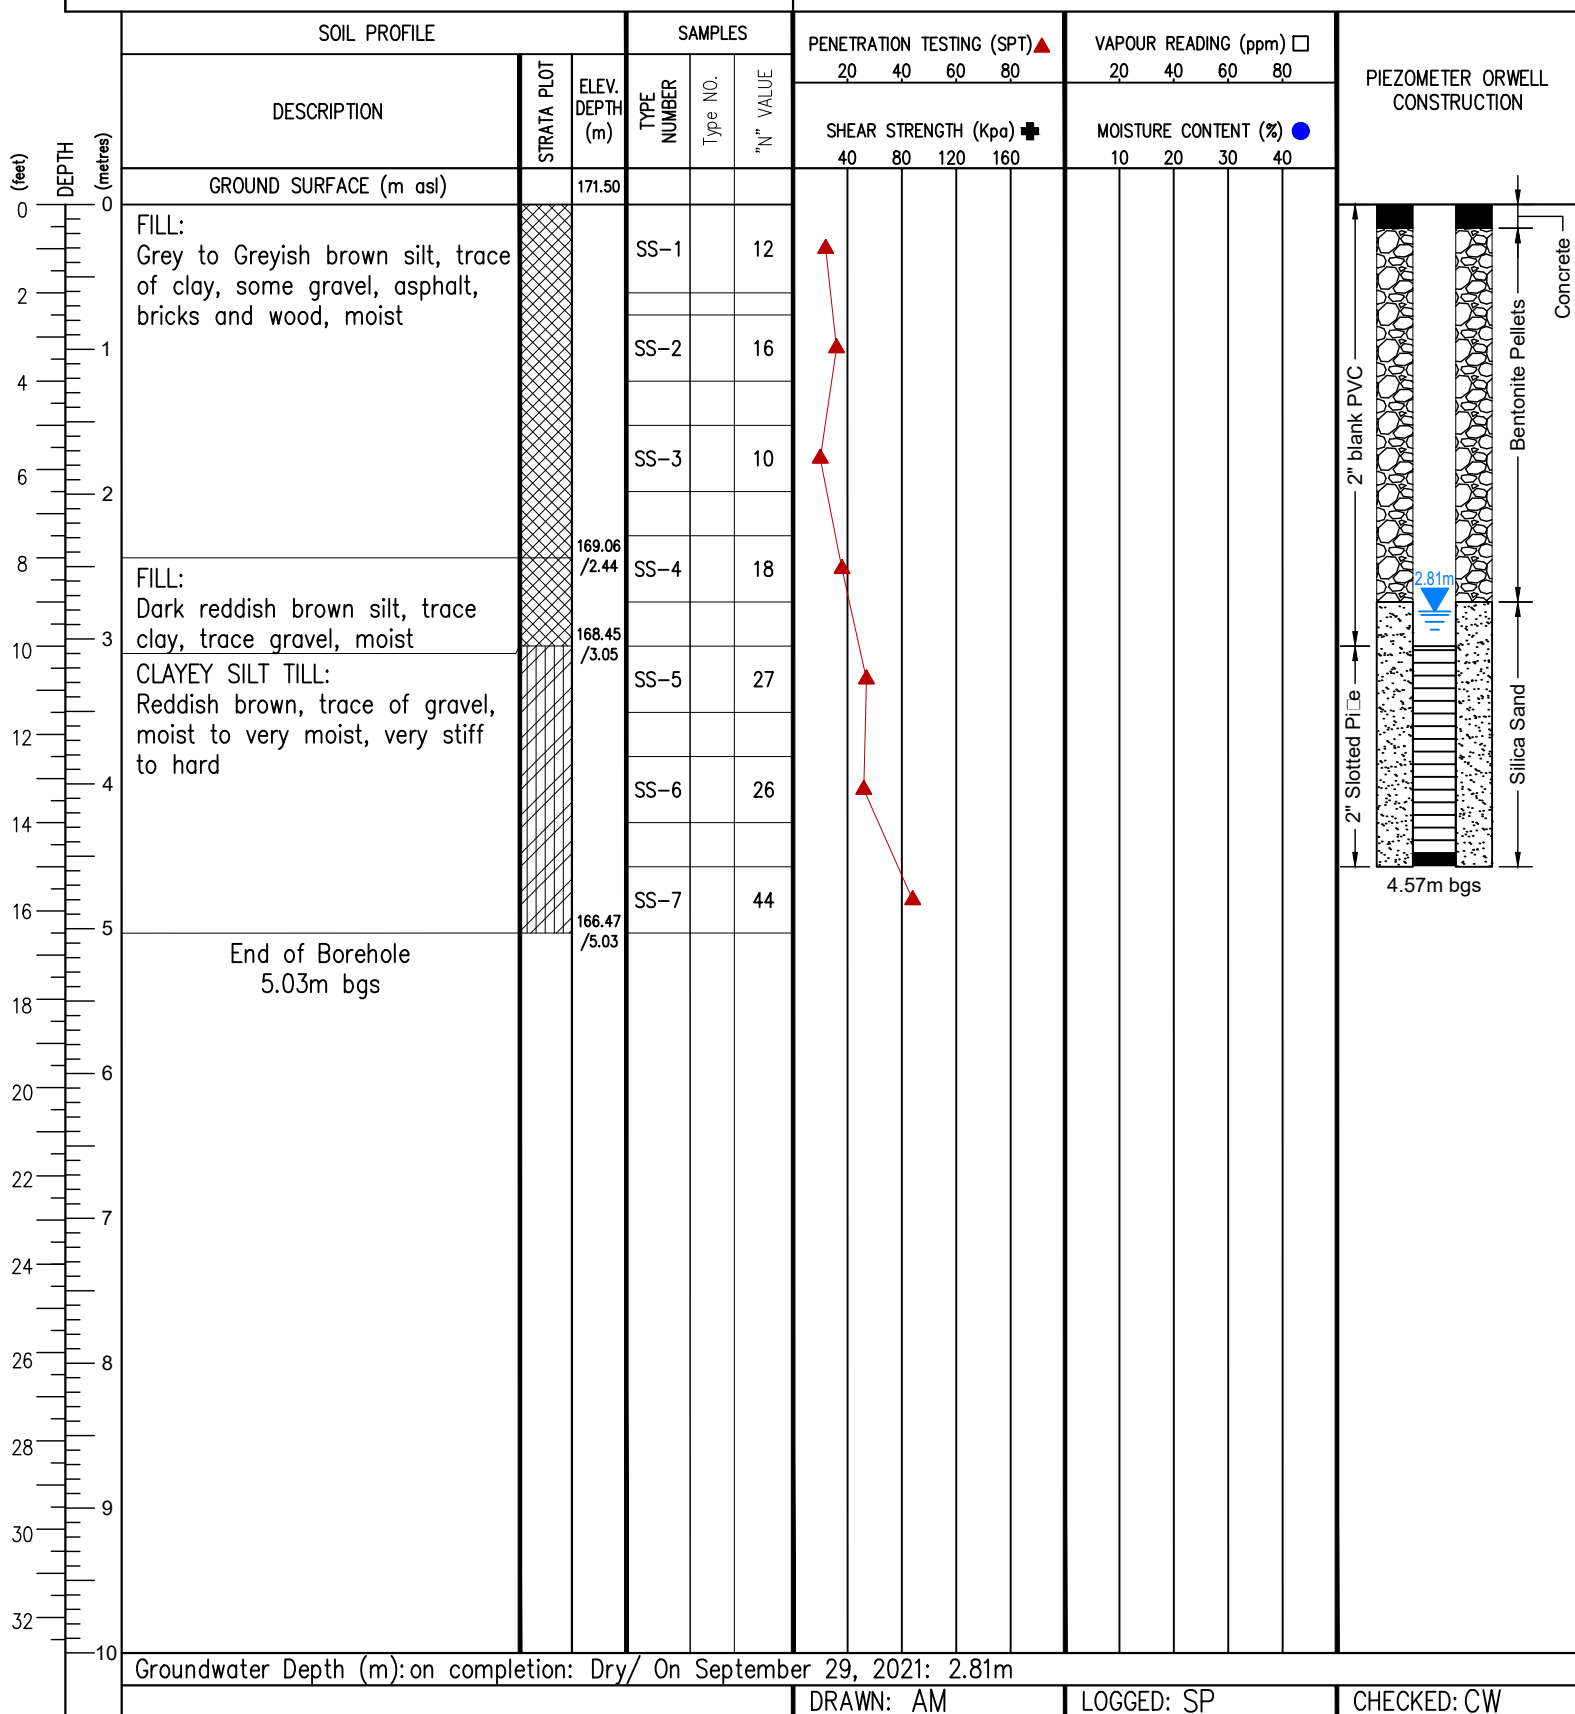 SOIL PROFILE
SAMPLES
PENETRATION TESTING (SPT)
20 40 60 80
SHEAR STRENGTH (Kpa)
40 80 120 160
VAPOUR READING (ppm)
20 40 60 80
MOISTURE CONTENT (%)
10 20 30 40
PIEZOMETER ORWELL
CONSTRUCTION
DESCRIPTION
STRATA PLOT
ELEV.
DEPTH
(m)
TYPE
NUMBER
Type NO.
"N" VALUE
(feet)
DEPTH
(metres)
GROUND SURFACE (m asl)
171.50
0
2
4
6
8
10
12
14
16
18
20
22
24
26
28
30
32
0
1
2
3
4
5
6
7
8
9
10
FILL:
Grey to Greyish brown silt, trace
of clay, some gravel, asphalt,
bricks and wood, moist
169.06
/2.44
FILL:
Dark reddish brown silt, trace
clay, trace gravel, moist
168.45
/3.05
CLAYEY SILT TILL:
Reddish brown, trace of gravel,
moist to very moist, very stiff
to hard
166.47
/5.03
End of Borehole
5.03m bgs
SS-1 12
SS-2 16
SS-3 10
SS-4 18
SS-5 27
SS-6 26
SS-7 44
2" blank PVC
2" Slotted Pi□e
2.81m
Concrete
Bentonite Pellets
Silica Sand
4.57m bgs
Groundwater Depth (m): on completion: Dry/ On September 29, 2021: 2.81m
DRAWN: AM
LOGGED: SP
CHECKED: CW